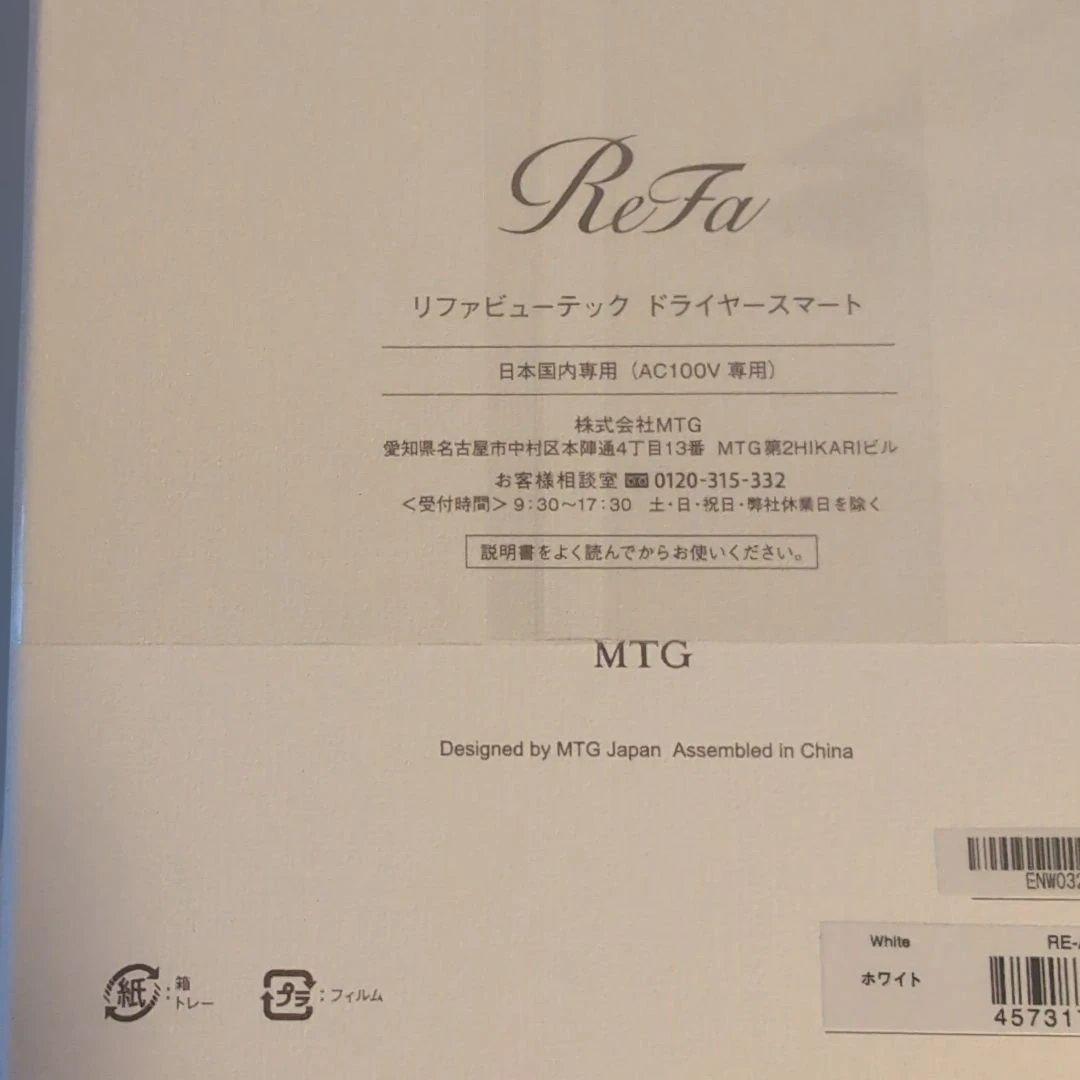 ReFa
リファビューテック ドライヤースマート
日本国内専用（AC100V 専用）
株式会社MTG
愛知県名古屋市中村区本陣通4丁目13番 MTG第2HIKARIビル
お客様相談室 0120-315-332
＜受付時間＞9：30～17：30 土・日・祝日・弊社休業日を除く
説明書をよく読んでからお使いください。
MTG
Designed by MTG Japan Assembled in China
ENW032
White RE-
ホワイト
457317
紙：箱 トレー
プラ：フィルム